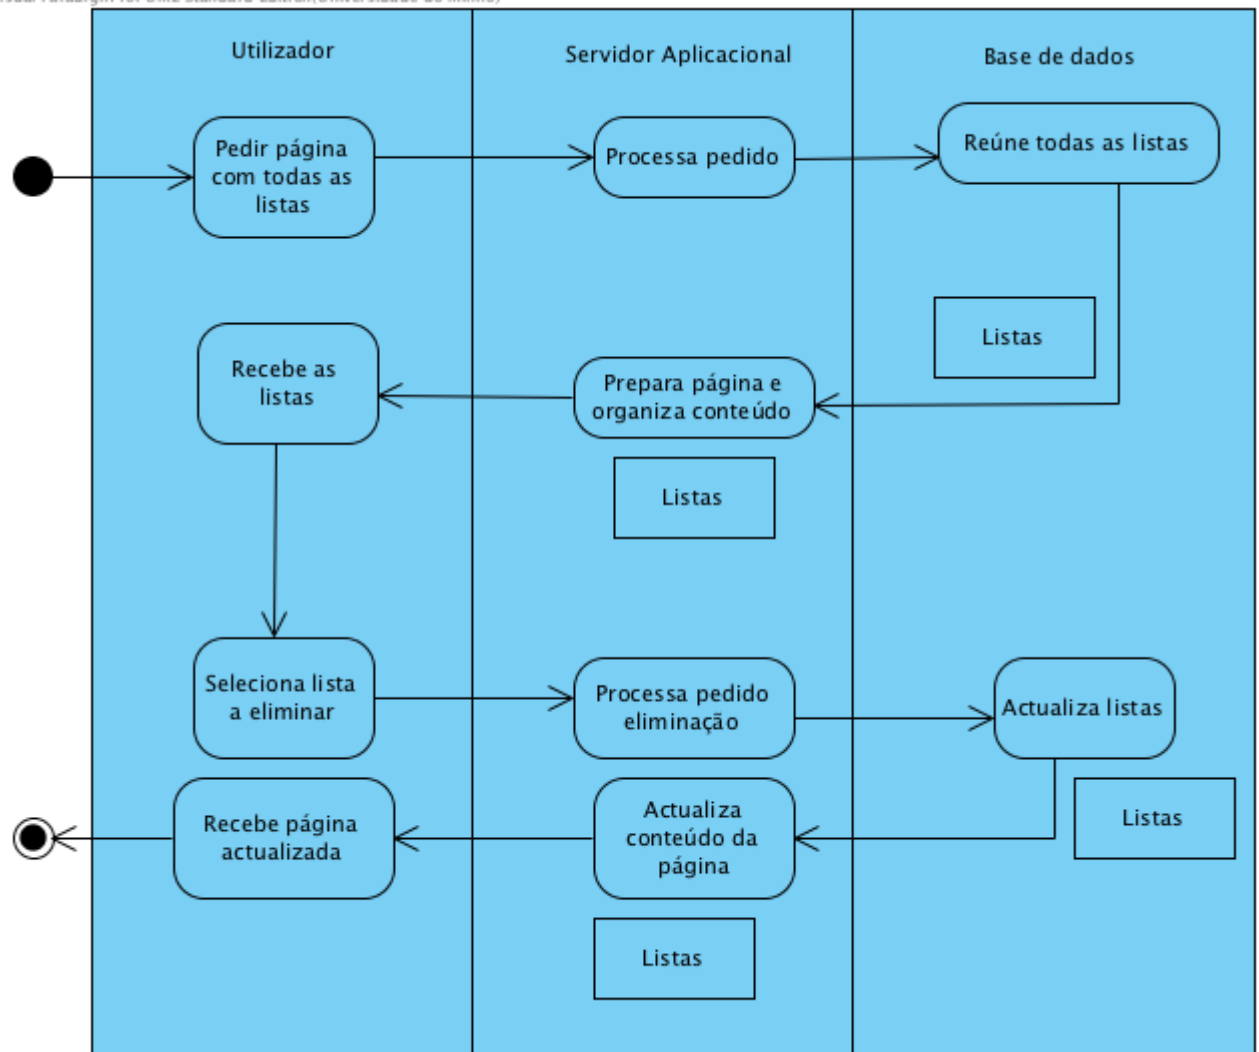 Utilizador
Servidor Aplicacional
Base de dados
Pedir página
com todas as
listas
Processa pedido
Reúne todas as listas
Listas
Recebe as
listas
Prepara página e
organiza conteúdo
Listas
Seleciona lista
a eliminar
Processa pedido
eliminação
Actualiza listas
Recebe página
actualizada
Actualiza
conteúdo da
página
Listas
Listas